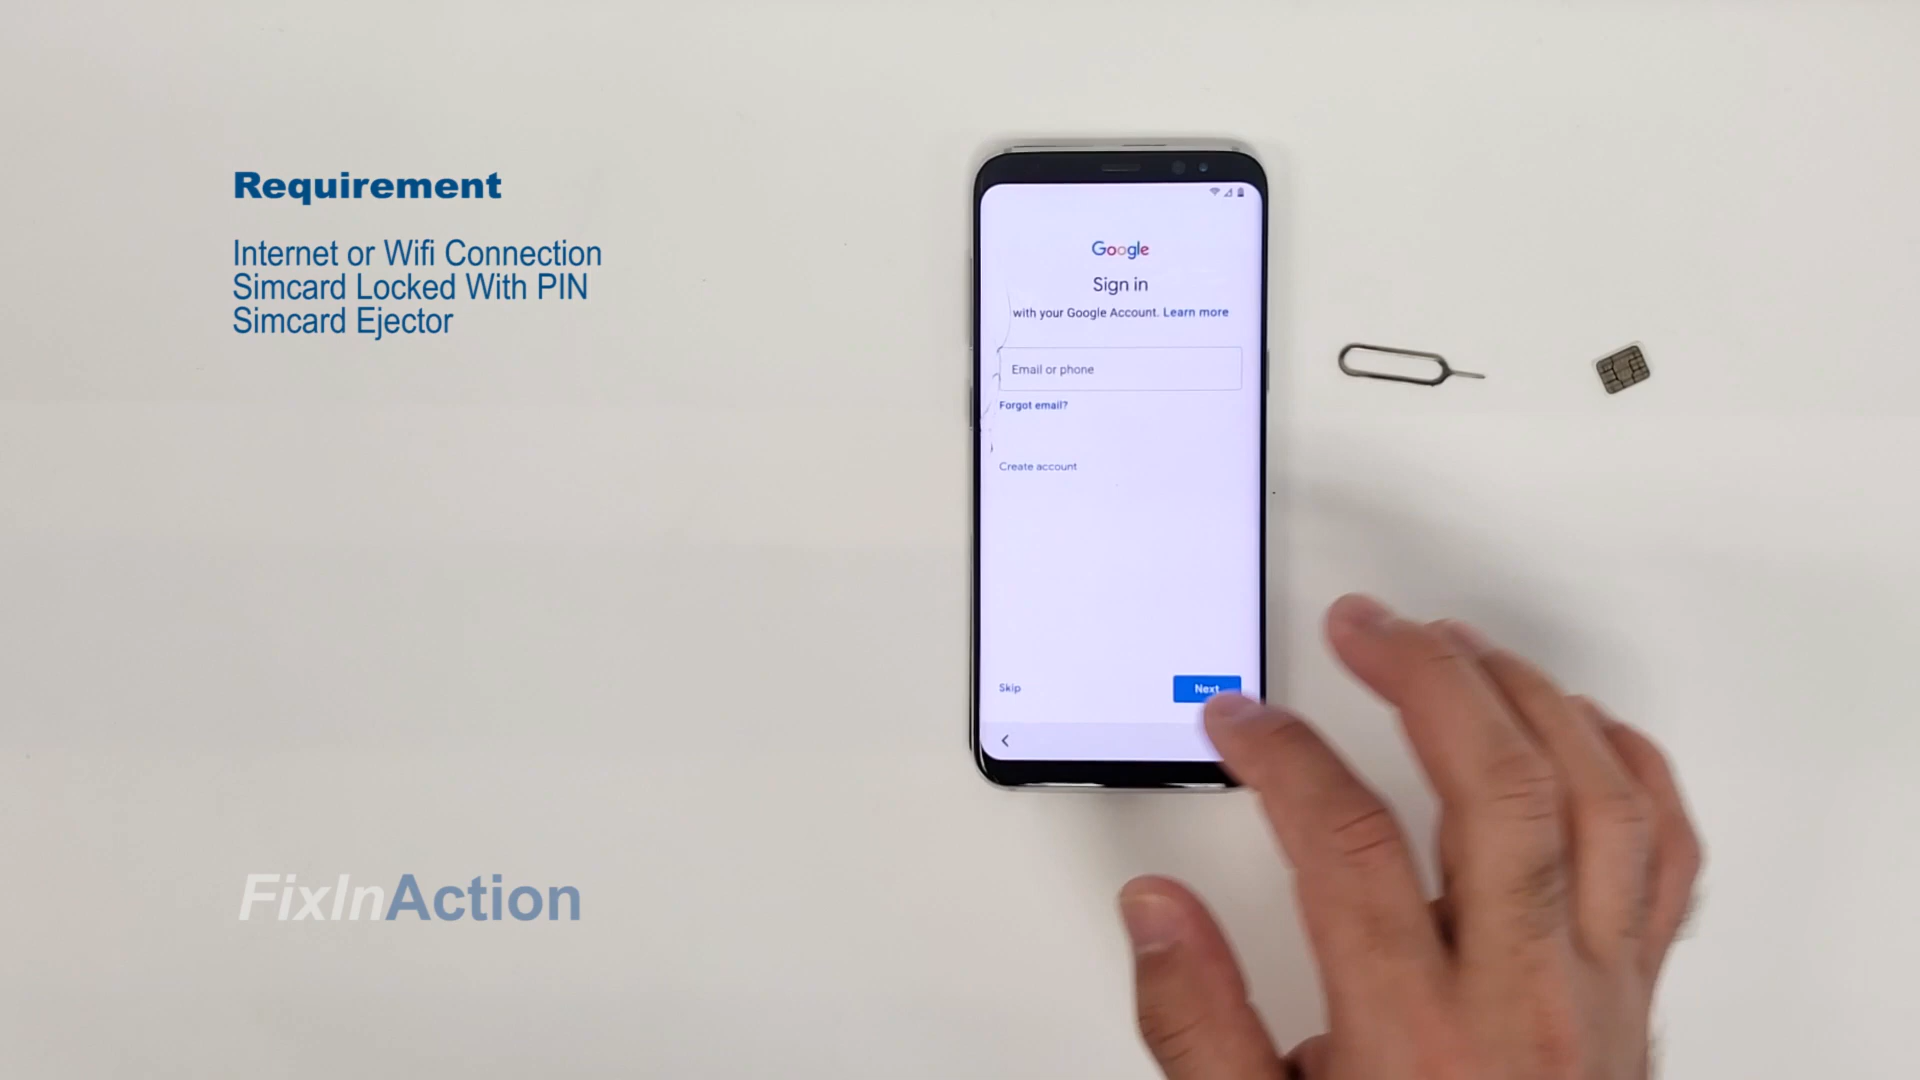 Requirement
Internet or Wifi Connection
Simcard Locked With PIN
Simcard Ejector
Google
Sign in
with your Google Account. Learn more
Email or phone
Forgot email?
Create account
Skip
Next
FixInAction